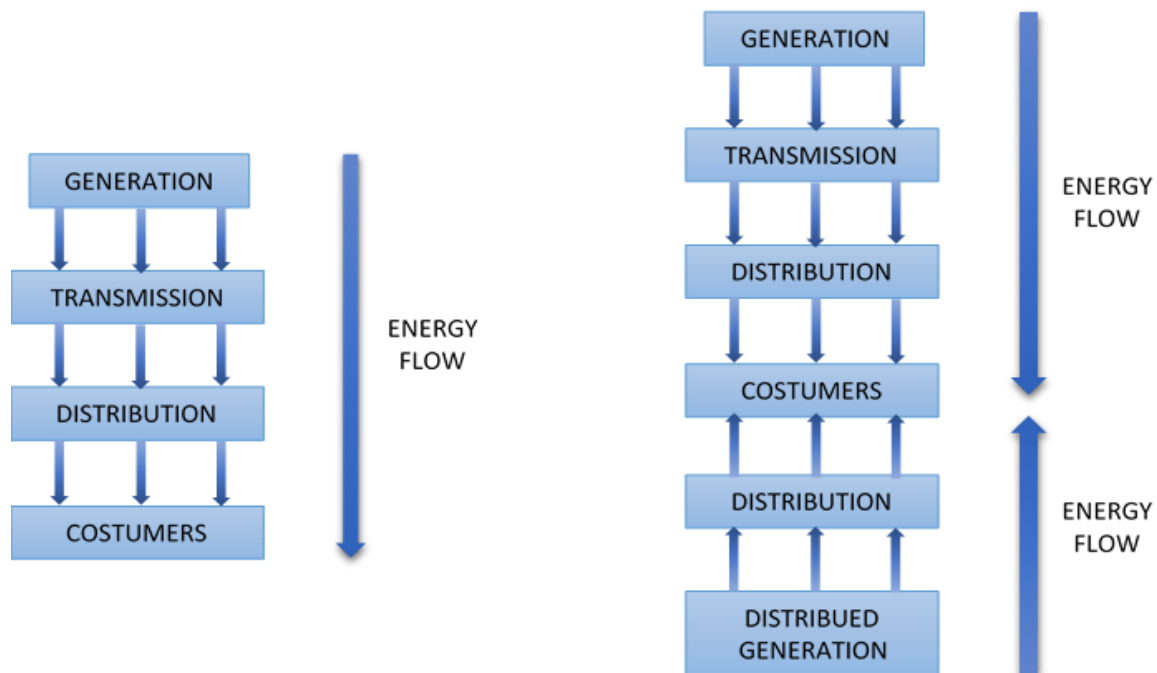 GENERATION
TRANSMISSION
DISTRIBUTION
COSTUMERS
ENERGY
FLOW
GENERATION
TRANSMISSION
DISTRIBUTION
COSTUMERS
DISTRIBUTION
DISTRIBUED
GENERATION
ENERGY
FLOW
ENERGY
FLOW